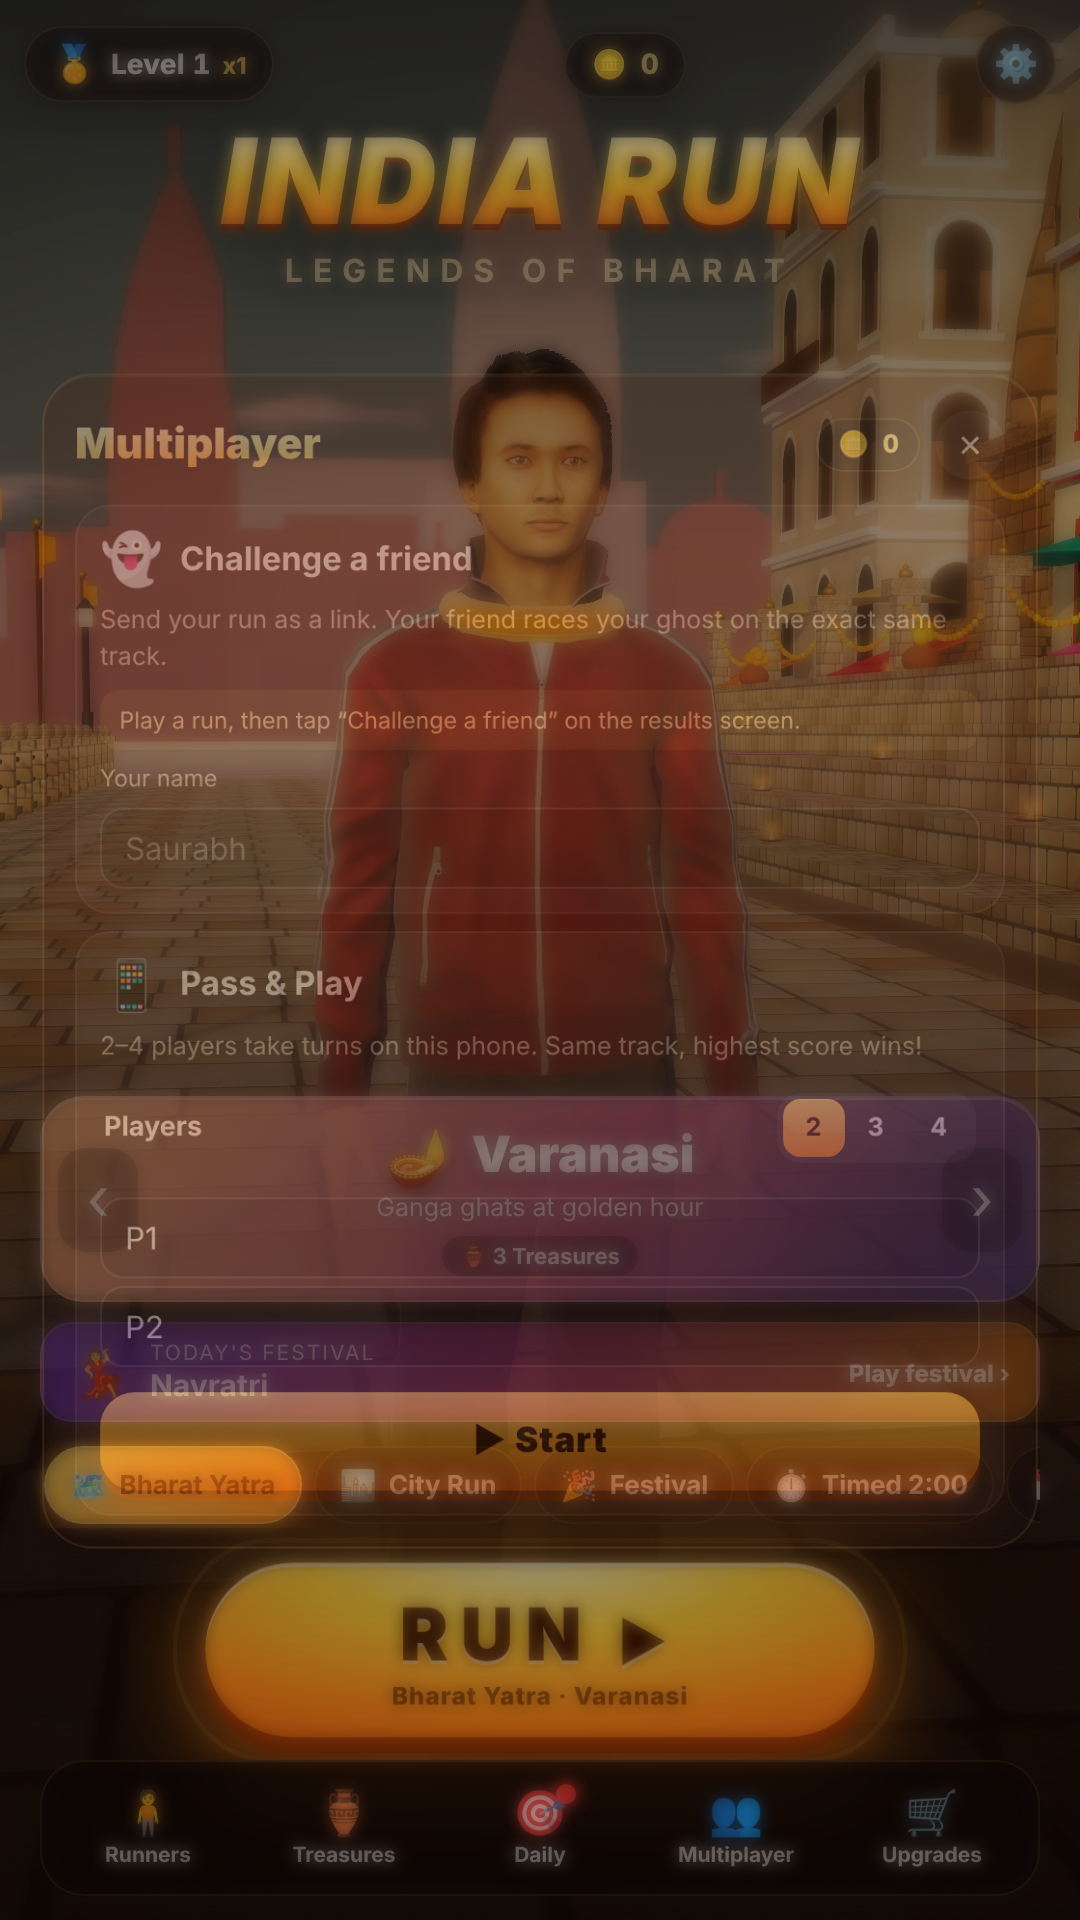 Level 1 x1
0
INDIA RUN
LEGENDS OF BHARAT
Multiplayer
0
×
Challenge a friend
Send your run as a link. Your friend races your ghost on the exact same
track.
Play a run, then tap “Challenge a friend” on the results screen.
Your name
Saurabh
Pass & Play
2–4 players take turns on this phone. Same track, highest score wins!
Players
2 3 4
Varanasi
‹ ›
Ganga ghats at golden hour
P1
3 Treasures
P2
TODAY'S FESTIVAL
Navratri
Play festival ›
▶ Start
Bharat Yatra
City Run
Festival
Timed 2:00
RUN ▶
Bharat Yatra · Varanasi
Runners
Treasures
Daily
Multiplayer
Upgrades